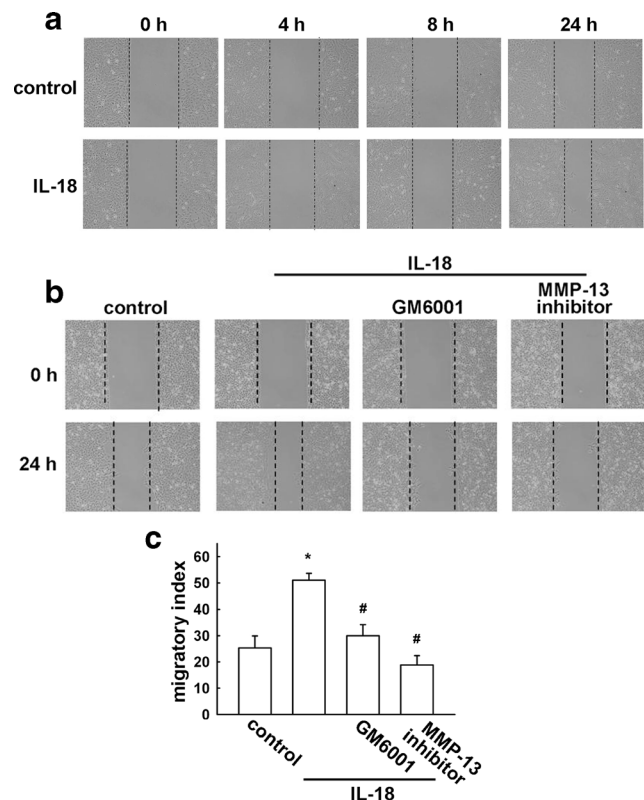 a
0 h 4 h 8 h 24 h
control
IL-18
IL-18
b
control GM6001 MMP-13 inhibitor
0 h
24 h
c
60
50
40
30
20
10
0
migratory index
*
#
#
control GM6001 MMP-13 inhibitor
IL-18